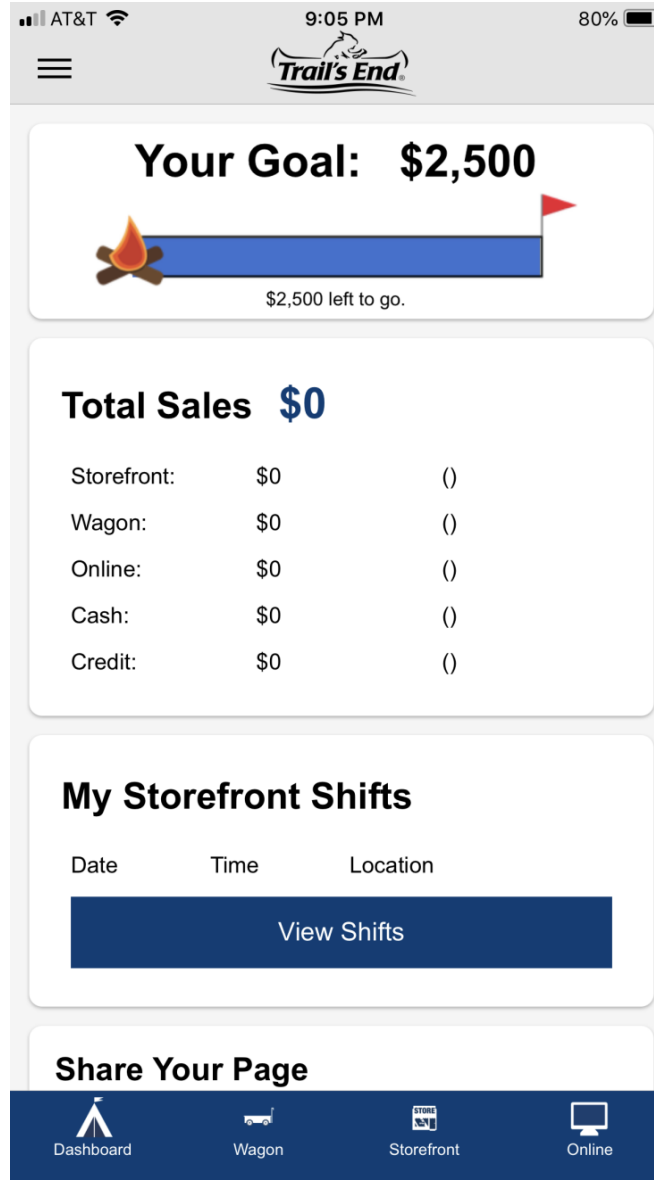 AT&T 9:05 PM 80%
Trail's End®
Your Goal: $2,500
$2,500 left to go.
Total Sales $0
Storefront: $0 ()
Wagon: $0 ()
Online: $0 ()
Cash: $0 ()
Credit: $0 ()
My Storefront Shifts
Date Time Location
View Shifts
Share Your Page
STORE
Dashboard Wagon Storefront Online